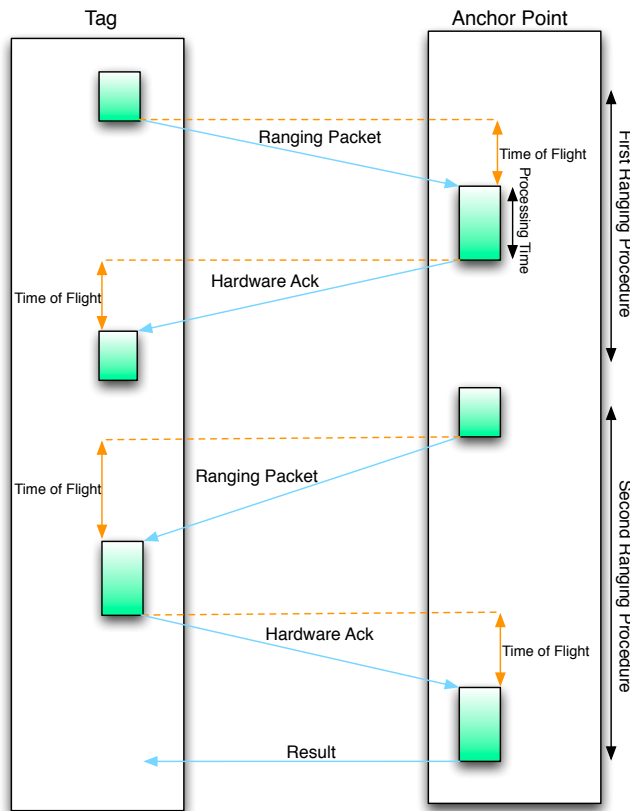 Tag
Anchor Point
Ranging Packet
Time of Flight
Processing Time
First Ranging Procedure
Hardware Ack
Time of Flight
Ranging Packet
Time of Flight
Second Ranging Procedure
Hardware Ack
Time of Flight
Result